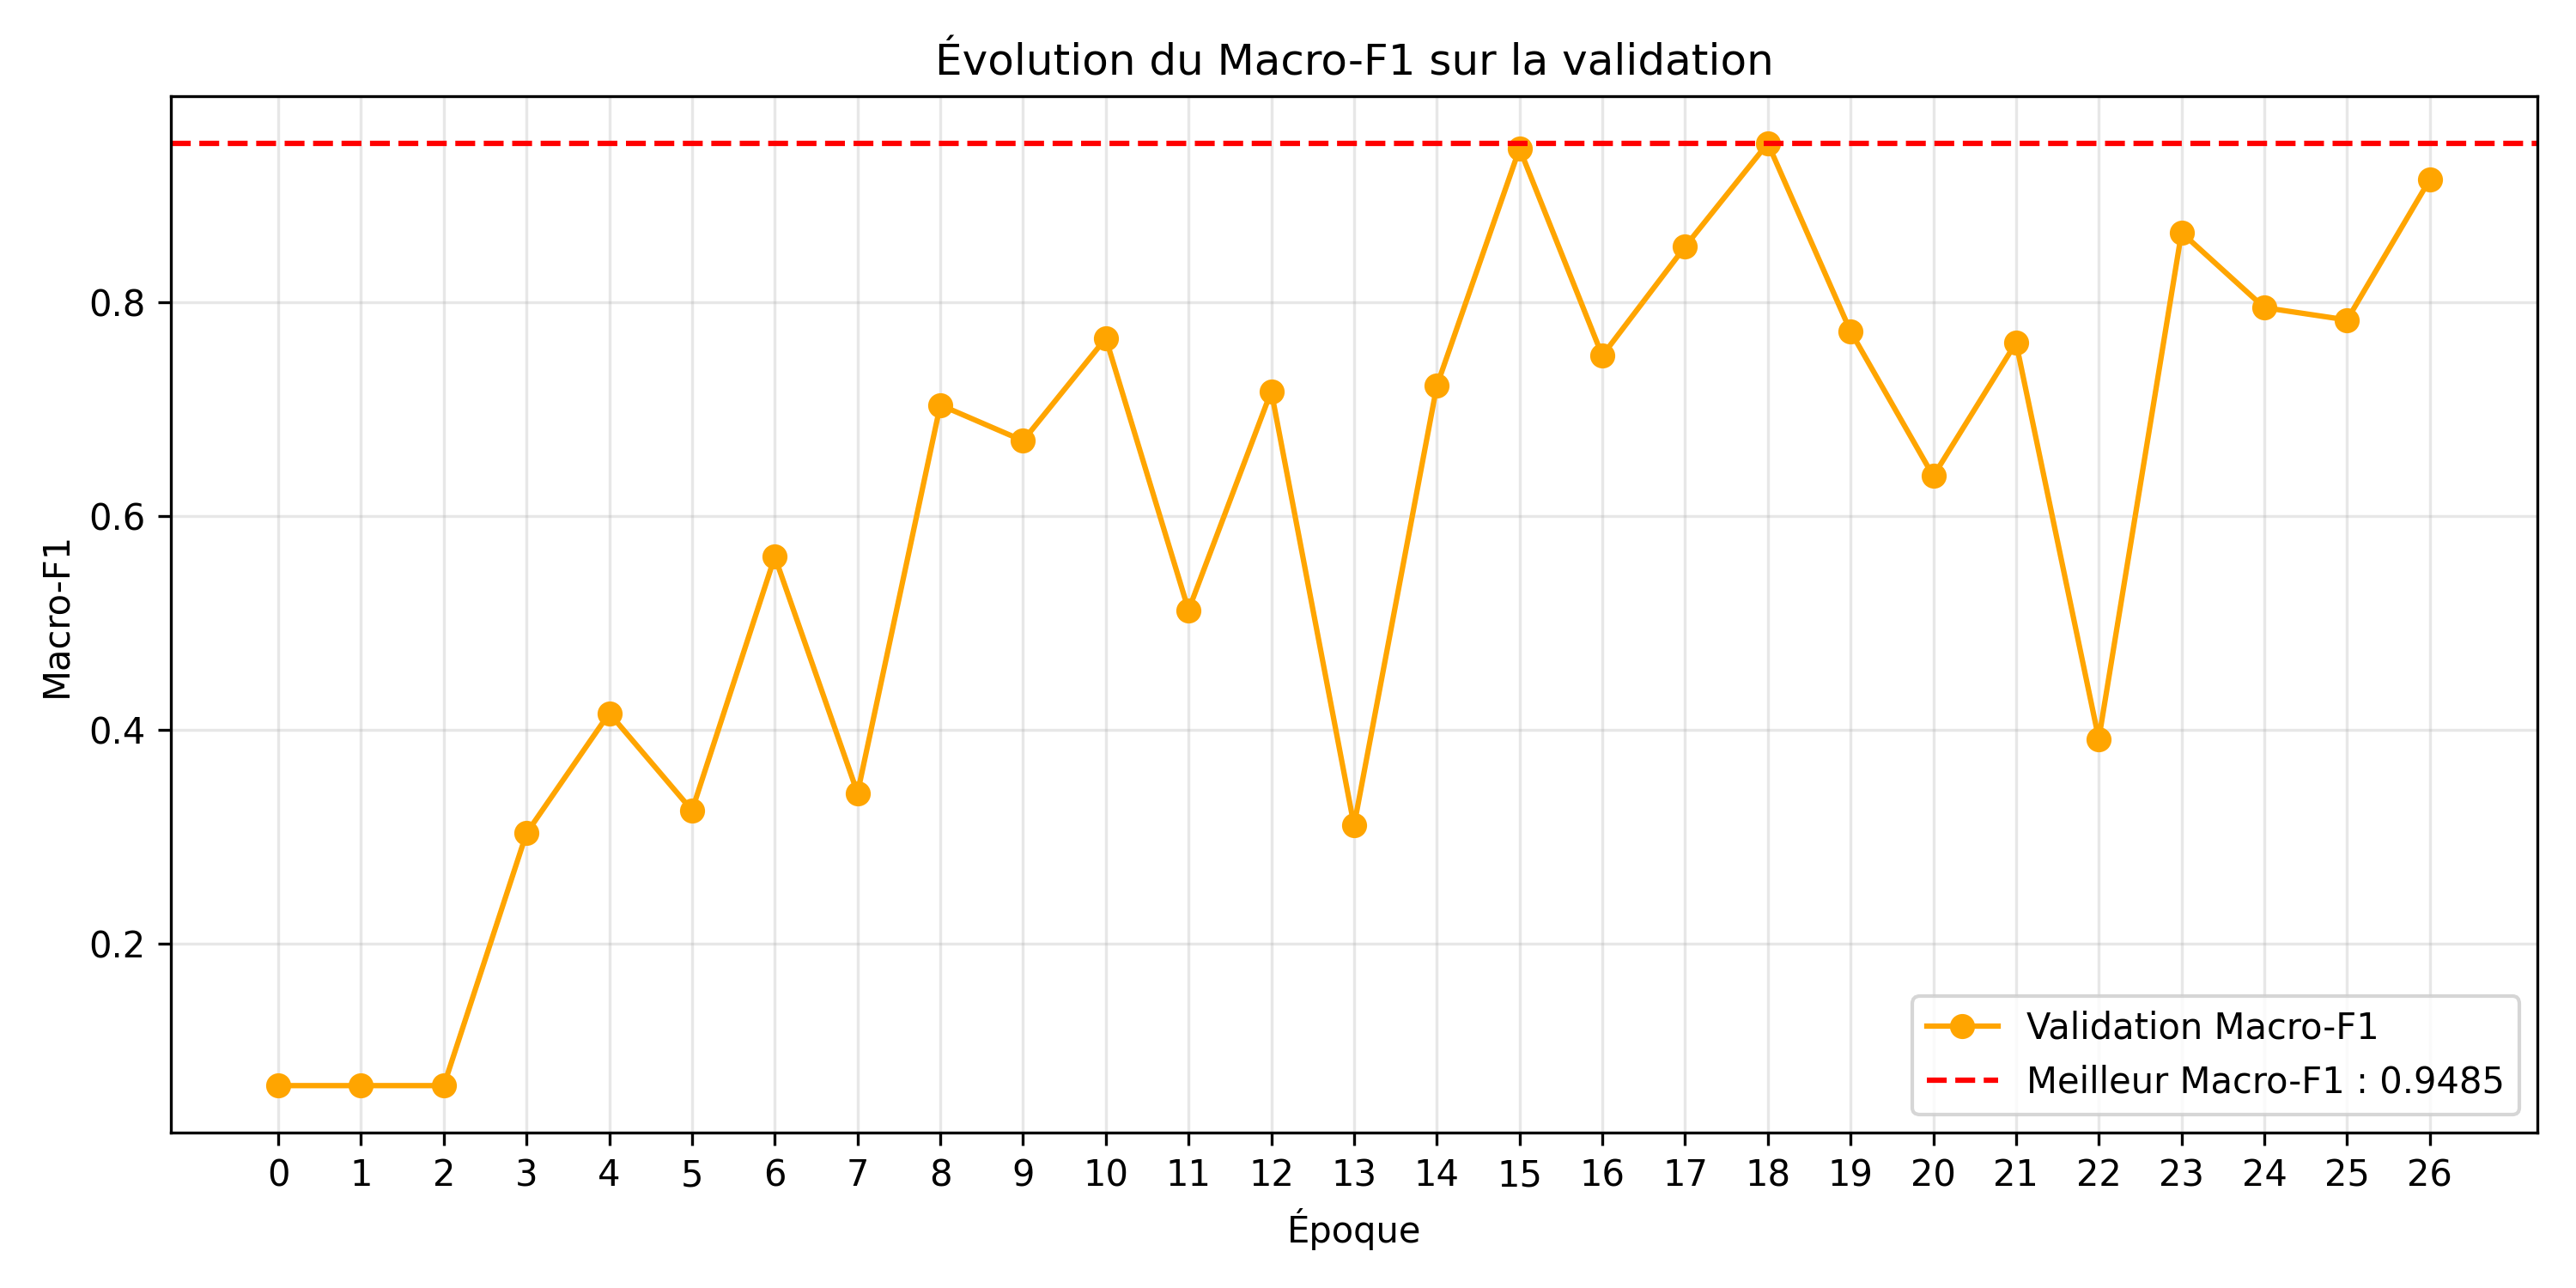 Évolution du Macro-F1 sur la validation
Macro-F1
0.8
0.6
0.4
0.2
0 1 2 3 4 5 6 7 8 9 10 11 12 13 14 15 16 17 18 19 20 21 22 23 24 25 26
Époque
Validation Macro-F1
Meilleur Macro-F1 : 0.9485